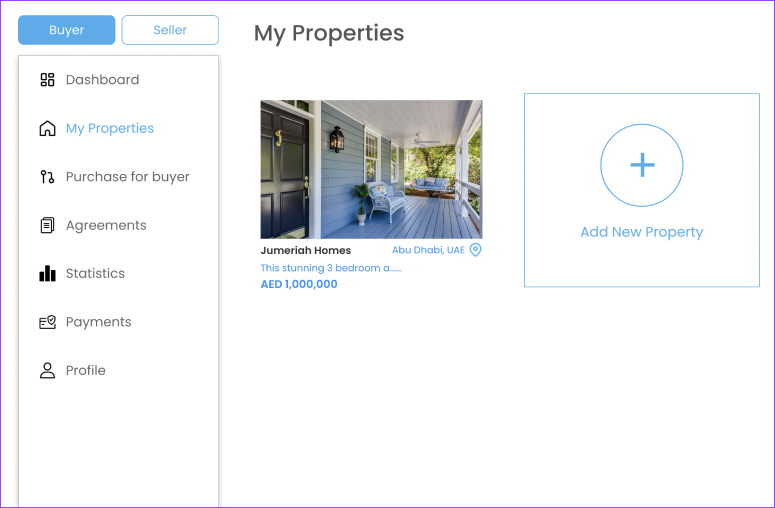 Buyer
Seller
My Properties
Dashboard
My Properties
Purchase for buyer
Agreements
Statistics
Payments
Profile
Jumeriah Homes
Abu Dhabi, UAE
This stunning 3 bedroom a......
AED 1,000,000
Add New Property